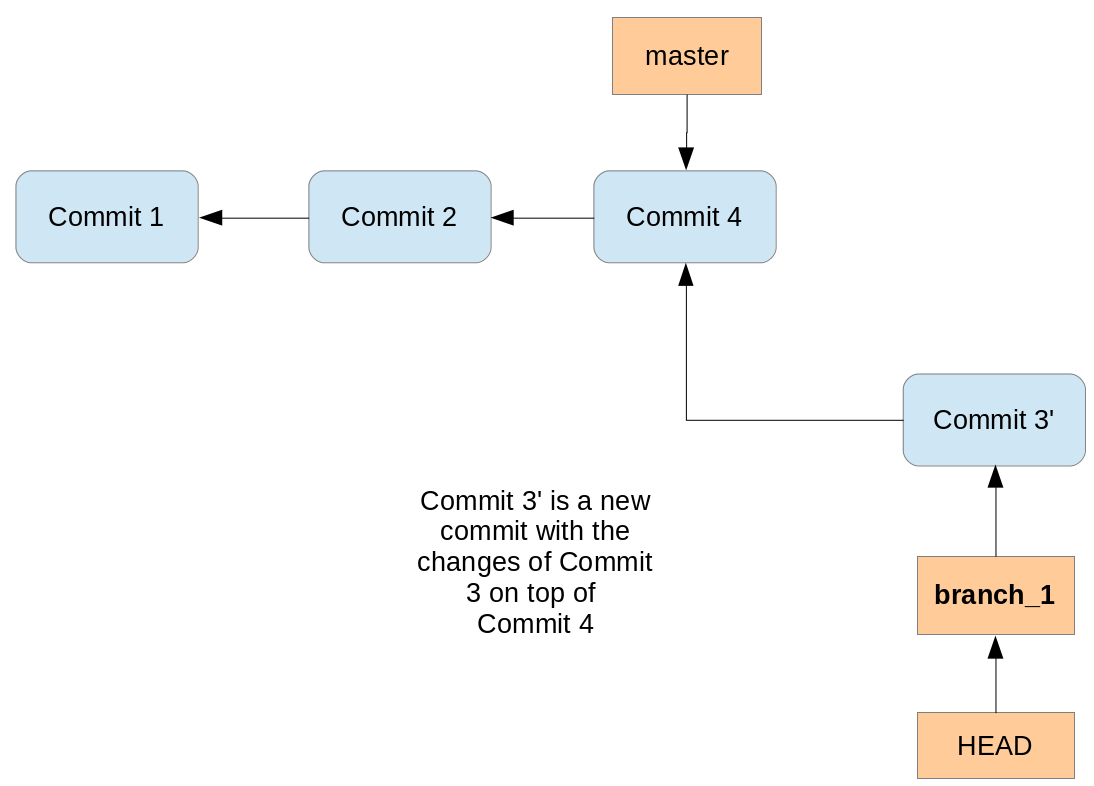 master
Commit 1
Commit 2
Commit 4
Commit 3'
Commit 3' is a new
commit with the
changes of Commit
3 on top of
Commit 4
branch_1
HEAD